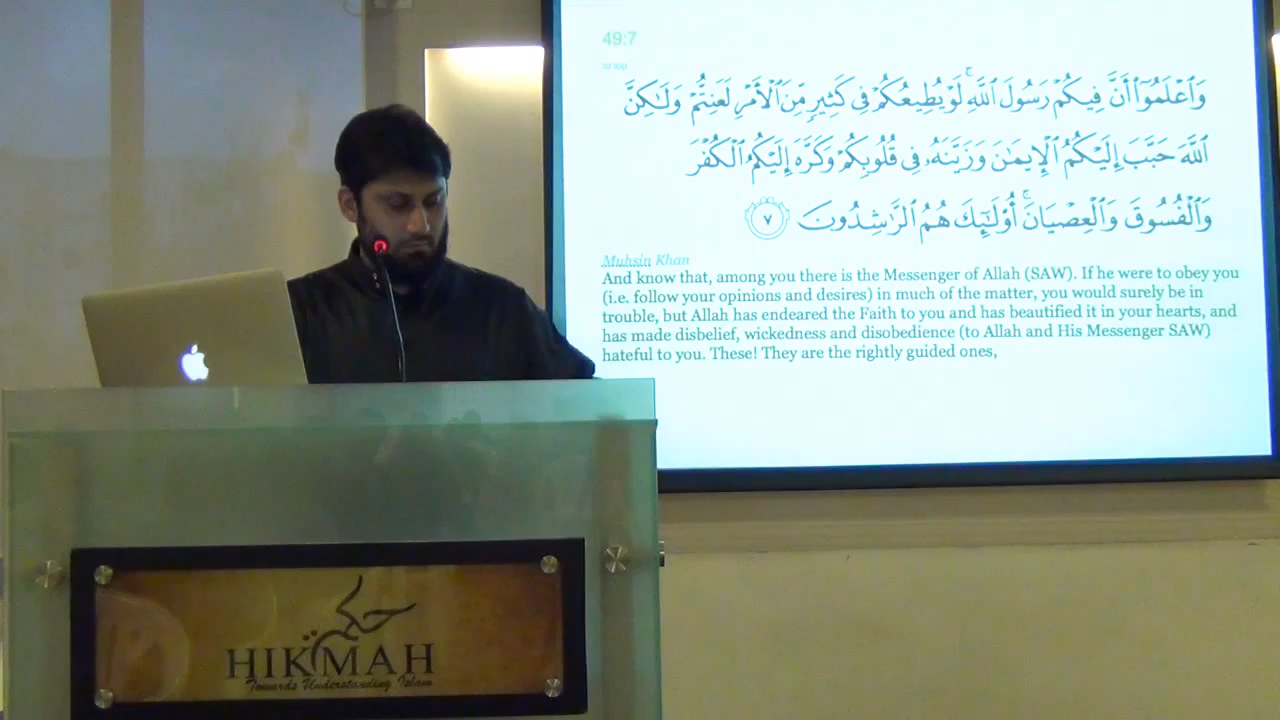 49:7
to top
وَٱعْلَمُوٓا۟ أَنَّ فِيكُمْ رَسُولَ ٱللَّهِ ۚ لَوْ يُطِيعُكُمْ فِى كَثِيرٍ مِّنَ ٱلْأَمْرِ لَعَنِتُّمْ وَلَـٰكِنَّ
ٱللَّهَ حَبَّبَ إِلَيْكُمُ ٱلْإِيمَـٰنَ وَزَيَّنَهُۥ فِى قُلُوبِكُمْ وَكَرَّهَ إِلَيْكُمُ ٱلْكُفْرَ
وَٱلْفُسُوقَ وَٱلْعِصْيَانَ ۚ أُو۟لَـٰٓئِكَ هُمُ ٱلرَّٰشِدُونَ ٧
Muhsin Khan
And know that, among you there is the Messenger of Allah (SAW). If he were to obey you
(i.e. follow your opinions and desires) in much of the matter, you would surely be in
trouble, but Allah has endeared the Faith to you and has beautified it in your hearts, and
has made disbelief, wickedness and disobedience (to Allah and His Messenger SAW)
hateful to you. These! They are the rightly guided ones,
حكمة
HIKMAH
Towards Understanding Islam